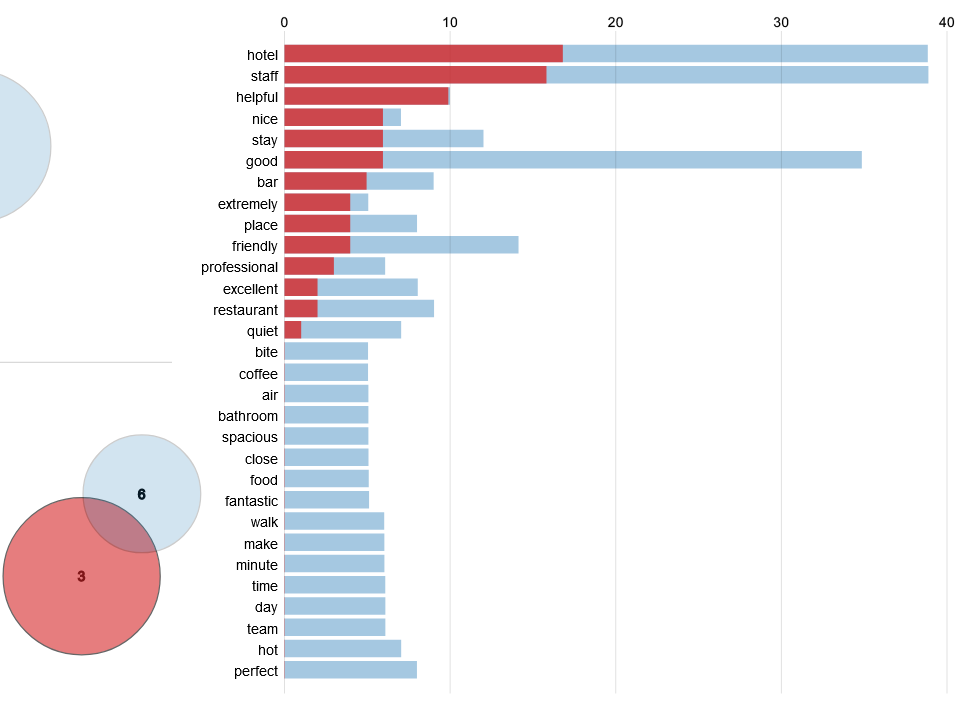 0 10 20 30 40
hotel
staff
helpful
nice
stay
good
bar
extremely
place
friendly
professional
excellent
restaurant
quiet
bite
coffee
air
bathroom
spacious
close
food
fantastic
walk
make
minute
time
day
team
hot
perfect
6
3